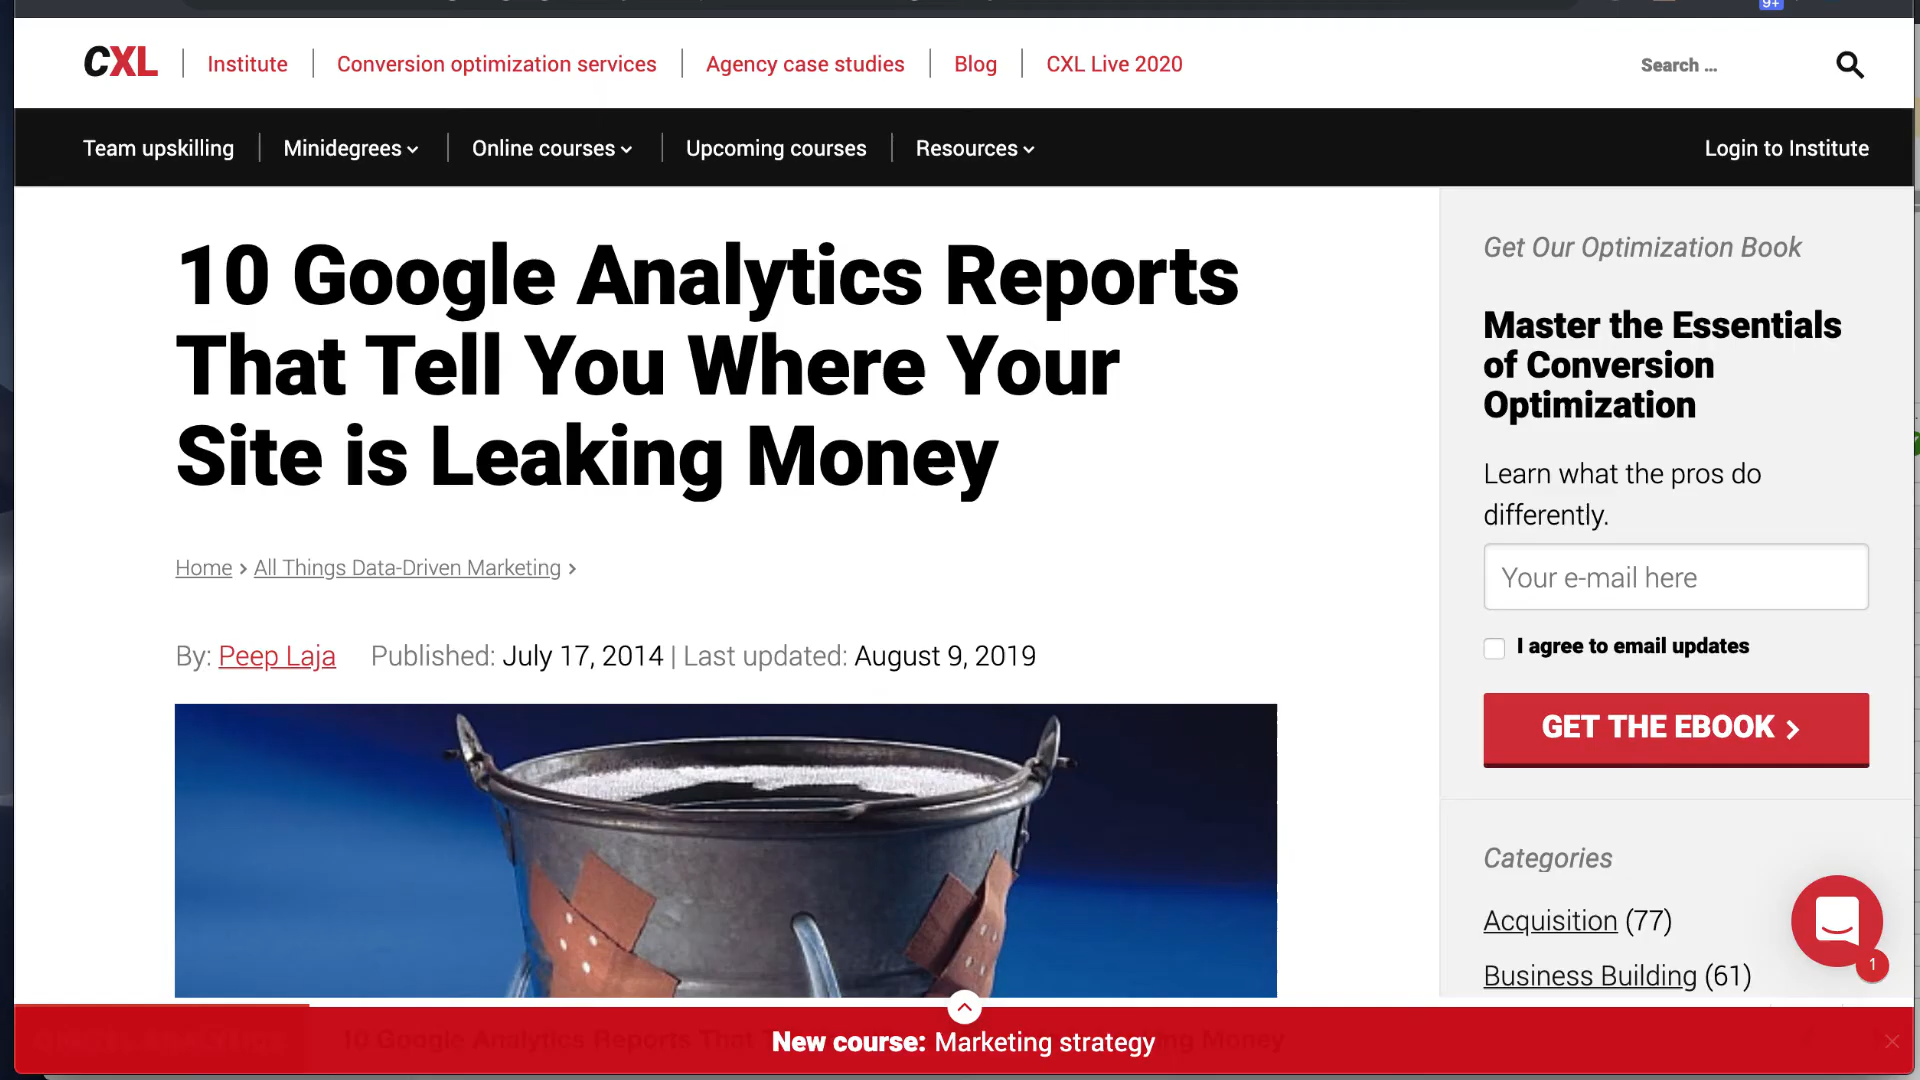 9+
CXL
Institute
Conversion optimization services
Agency case studies
Blog
CXL Live 2020
Search ...
Team upskilling
Minidegrees
Online courses
Upcoming courses
Resources
Login to Institute
10 Google Analytics Reports
That Tell You Where Your
Site is Leaking Money
Home > All Things Data-Driven Marketing >
By: Peep Laja Published: July 17, 2014 | Last updated: August 9, 2019
Get Our Optimization Book
Master the Essentials
of Conversion
Optimization
Learn what the pros do
differently.
Your e-mail here
I agree to email updates
GET THE EBOOK >
Categories
Acquisition (77)
Business Building (61)
1
New course: Marketing strategy